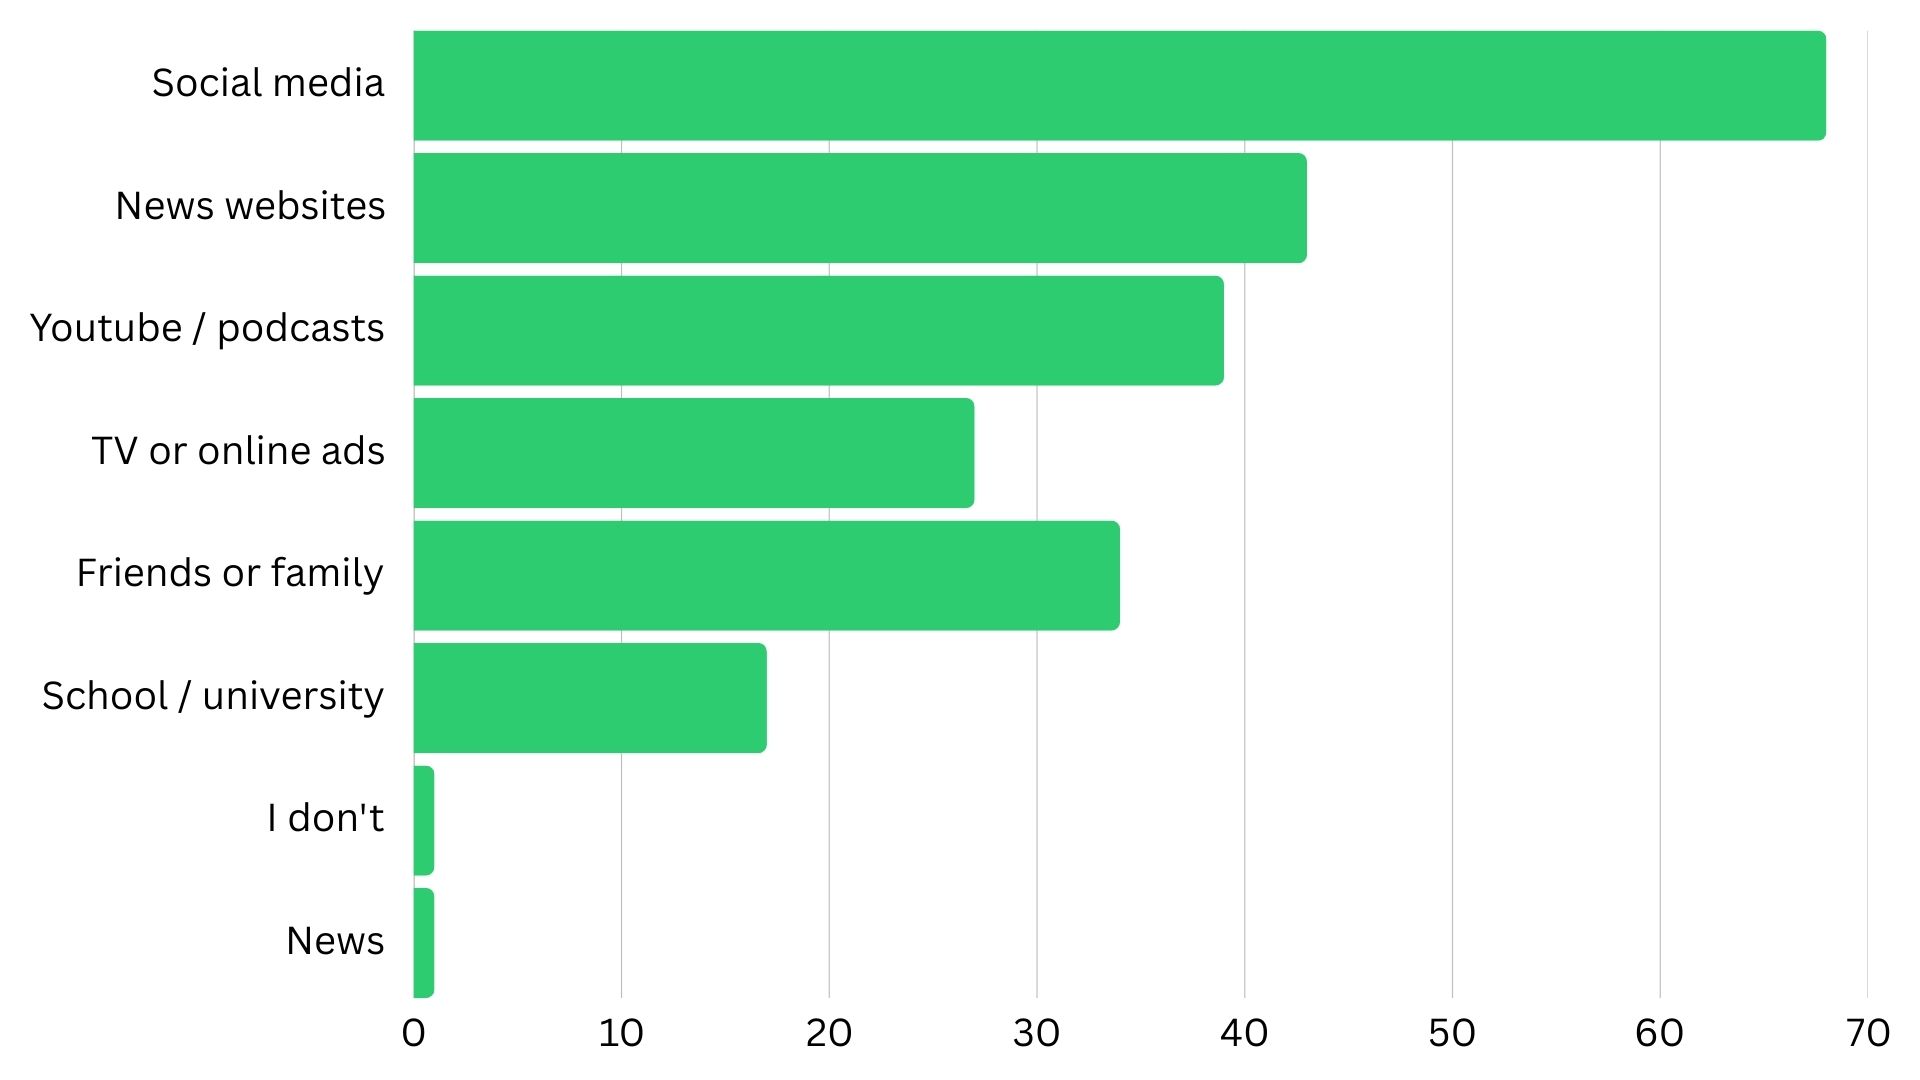 Social media
News websites
Youtube / podcasts
TV or online ads
Friends or family
School / university
I don't
News
0 10 20 30 40 50 60 70